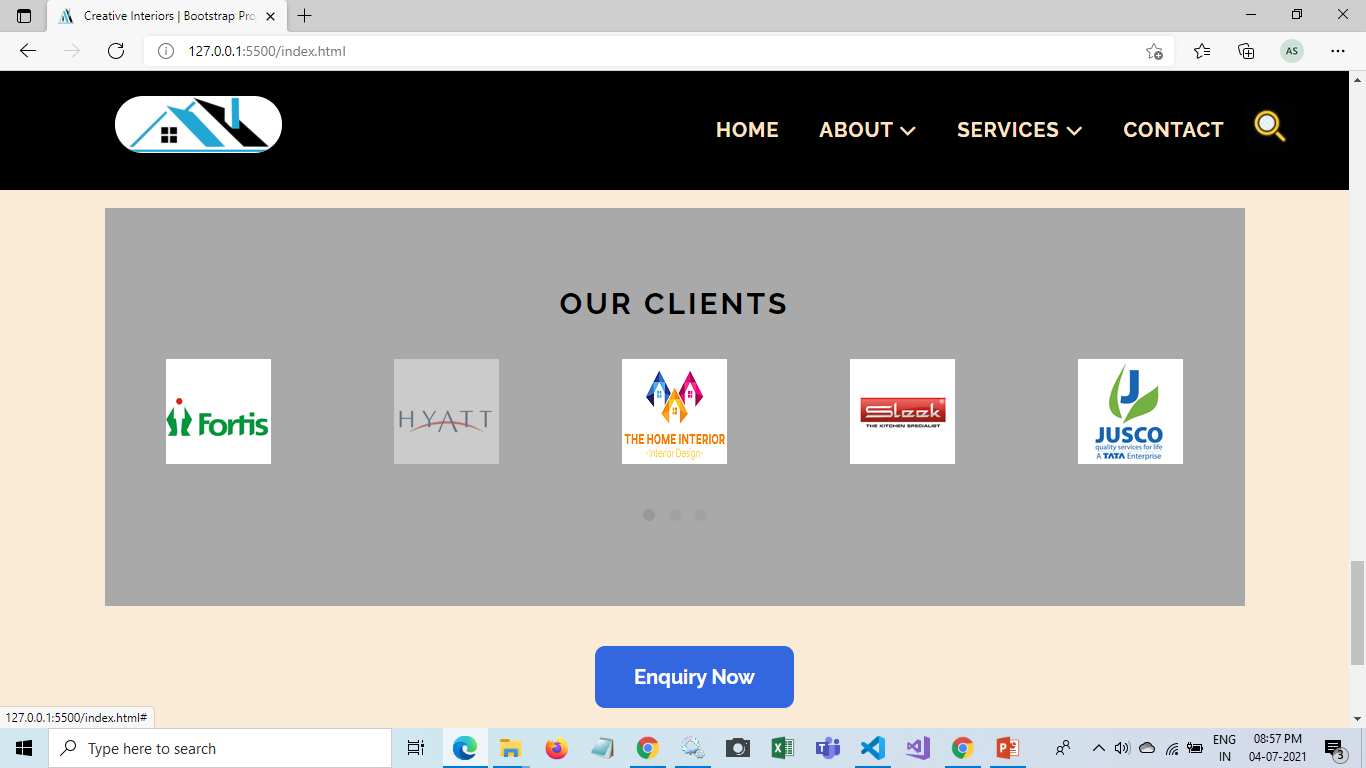 Creative Interiors | Bootstrap Pro
127.0.0.1:5500/index.html
AS
HOME ABOUT SERVICES CONTACT
OUR CLIENTS
Fortis
HYATT
THE HOME INTERIOR
-Interior Design-
Sleek
THE KITCHEN SPECIALIST
J
JUSCO
quality services for life
A TATA Enterprise
Enquiry Now
127.0.0.1:5500/index.html#
Type here to search
ENG
IN
08:57 PM
04-07-2021
3